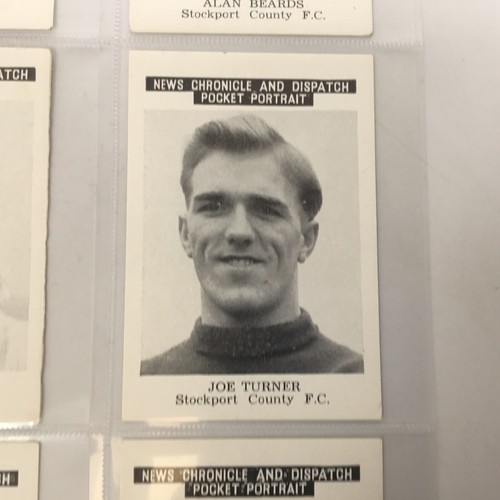 ALAN BEARDS
Stockport County F.C.
ATCH
NEWS CHRONICLE AND DISPATCH
POCKET PORTRAIT
JOE TURNER
Stockport County F.C.
H
NEWS CHRONICLE AND DISPATCH
POCKET PORTRAIT